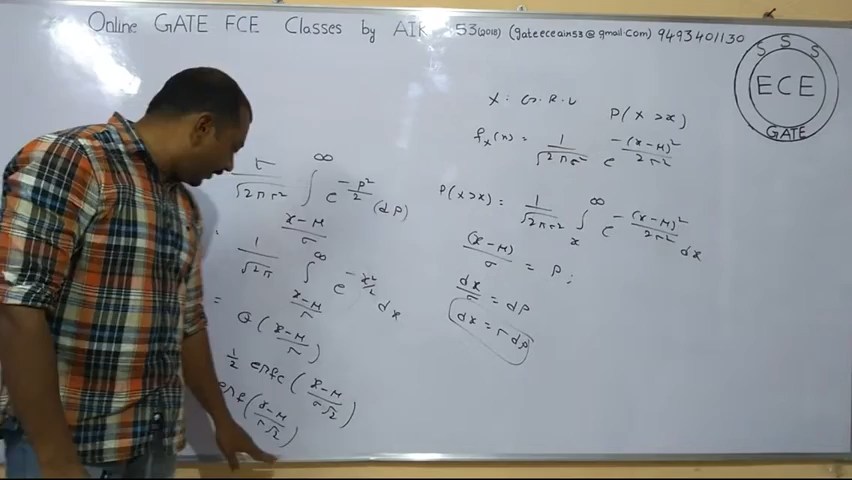 Online GATE ECE Classes by AIR 53(2018) (gateeceair53@gmail.com) 9493401130
S S S
ECE
GATE
X : G.R.V
P(X >x)
fx(x) = 1/√2πσ² e^-(x-μ)²/2σ²
P(X>x) = 1/√2πσ² ∫x^∞ e^-(x-μ)²/2σ² dx
(x-μ)/σ = P;
dx/σ = dP
dx = σ dP
σ/√2πσ² ∫(x-μ)/σ^∞ e^-P²/2 (dP)
1/√2π ∫(x-μ)/σ^∞ e^-x²/2 dx
= Q((x-μ)/σ)
1/2 erfc((x-μ)/σ√2)
erf((x-μ)/σ√2)